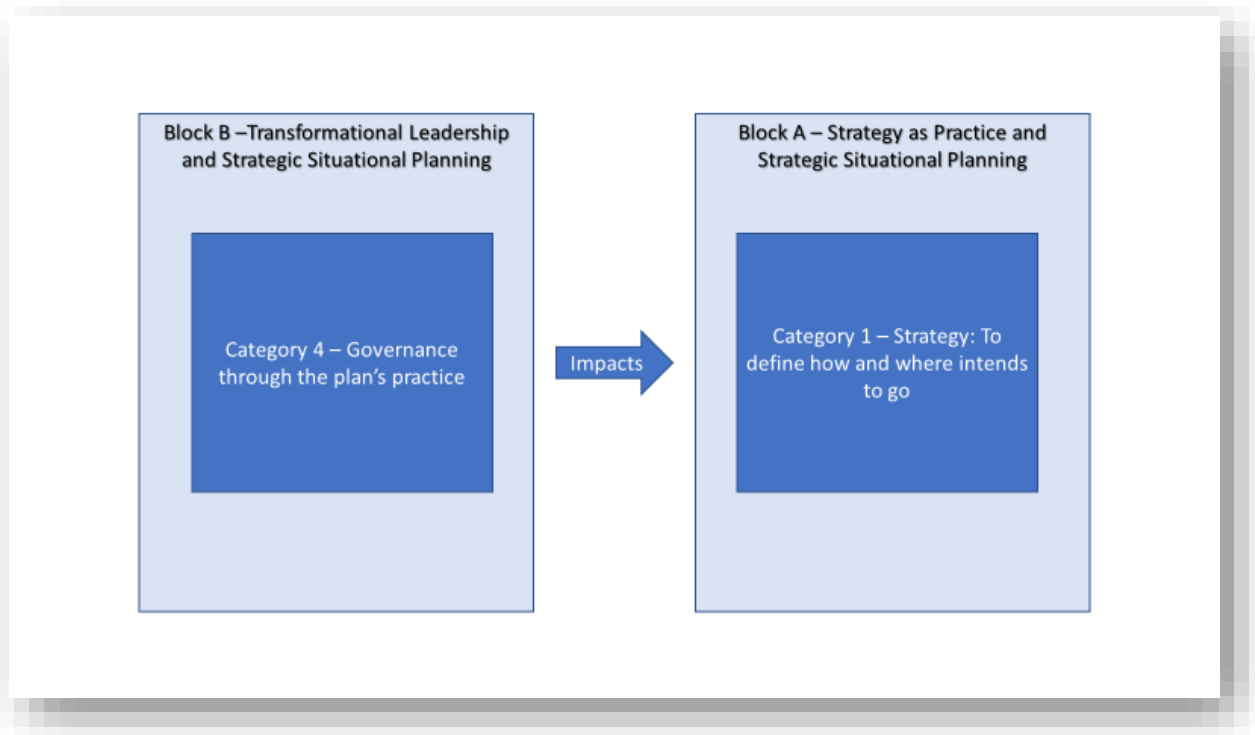 Block B –Transformational Leadership
and Strategic Situational Planning
Category 4 – Governance
through the plan's practice
Impacts
Block A – Strategy as Practice and
Strategic Situational Planning
Category 1 – Strategy: To
define how and where intends
to go